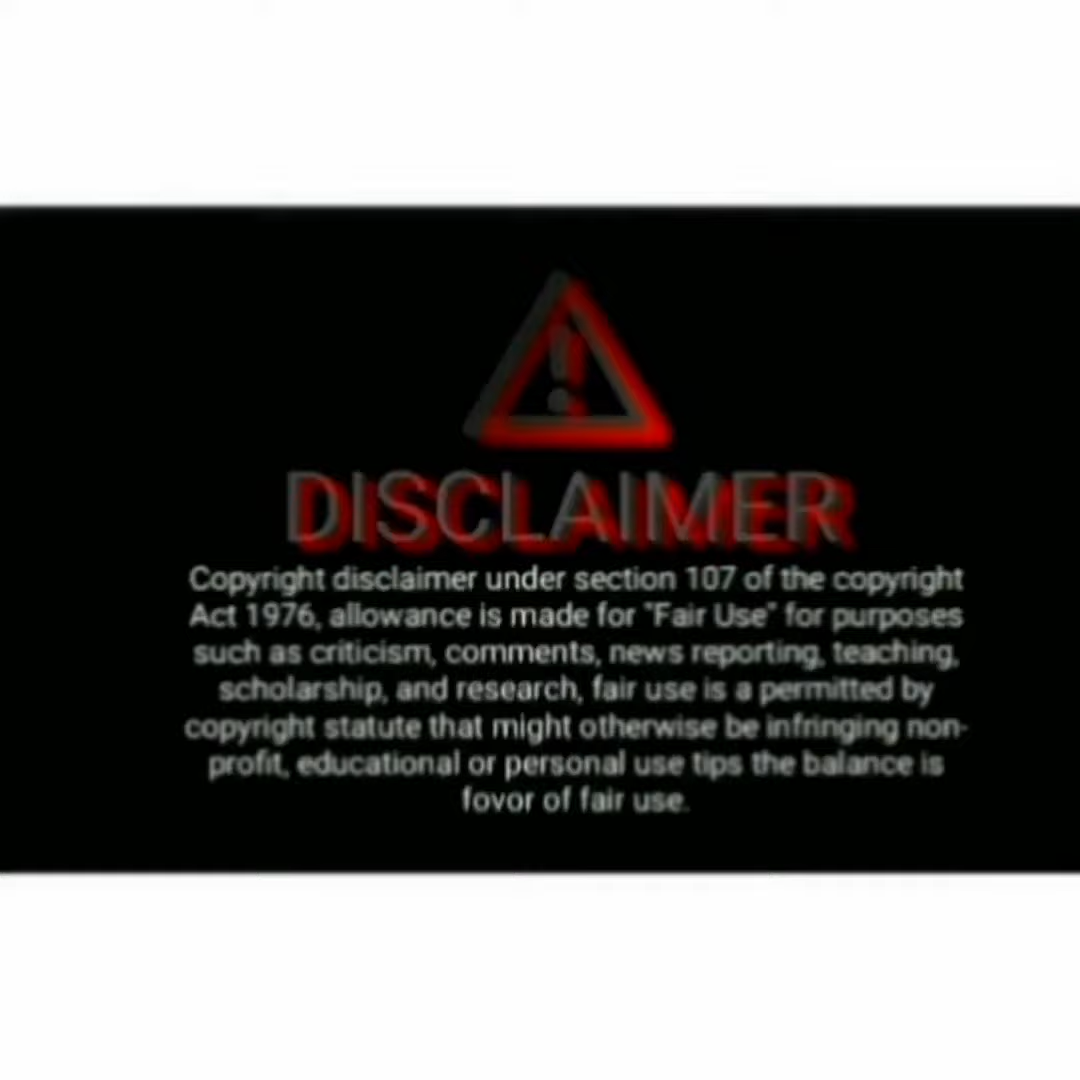 DISCLAIMER
Copyright disclaimer under section 107 of the copyright
Act 1976, allowance is made for "Fair Use" for purposes
such as criticism, comments, news reporting, teaching,
scholarship, and research, fair use is a permitted by
copyright statute that might otherwise be infringing non-
profit, educational or personal use tips the balance is
fovor of fair use.